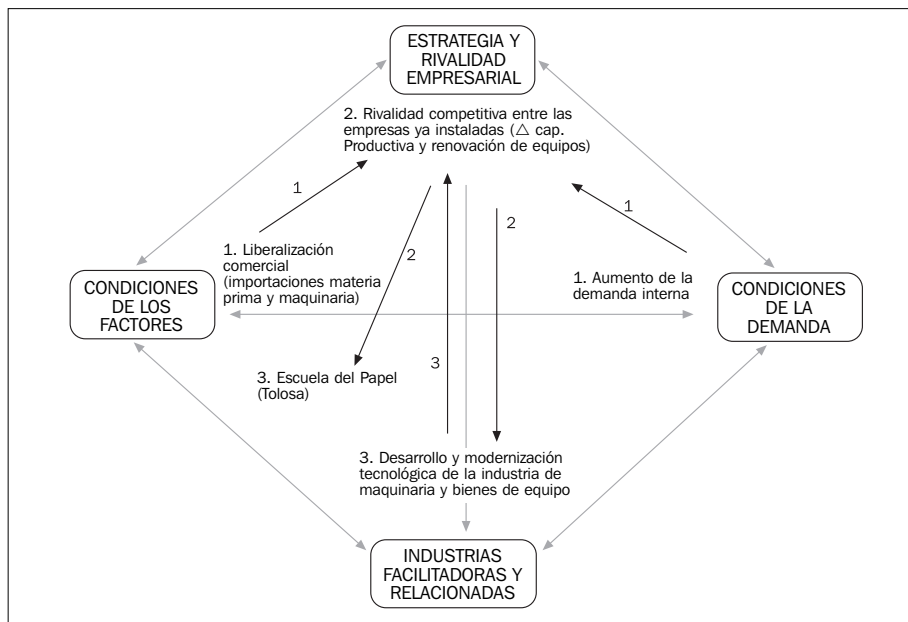 ESTRATEGIA Y
RIVALIDAD
EMPRESARIAL
2. Rivalidad competitiva entre las
empresas ya instaladas (△ cap.
Productiva y renovación de equipos)
1
1
2
2
1. Liberalización
comercial
(importaciones materia
prima y maquinaria)
1. Aumento de la
demanda interna
CONDICIONES
DE LOS
FACTORES
CONDICIONES
DE LA
DEMANDA
3
3. Escuela del Papel
(Tolosa)
3. Desarrollo y modernización
tecnológica de la industria de
maquinaria y bienes de equipo
INDUSTRIAS
FACILITADORAS Y
RELACIONADAS